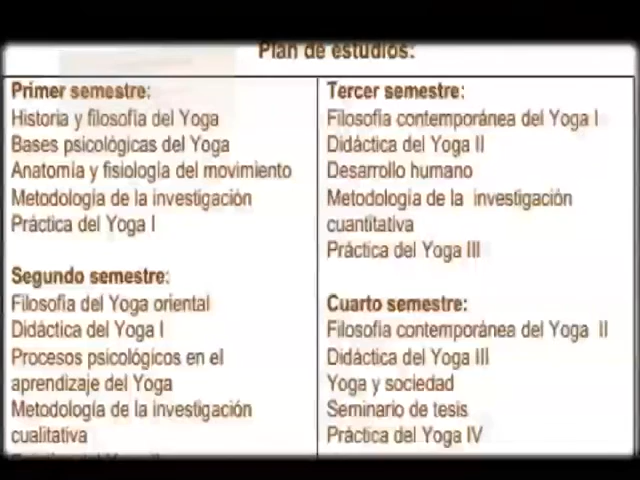 Plan de estudios:
Primer semestre:
Historia y filosofía del Yoga
Bases psicológicas del Yoga
Anatomía y fisiología del movimiento
Metodología de la investigación
Práctica del Yoga I
Segundo semestre:
Filosofía del Yoga oriental
Didáctica del Yoga I
Procesos psicológicos en el
aprendizaje del Yoga
Metodología de la investigación
cualitativa
Tercer semestre:
Filosofía contemporánea del Yoga I
Didáctica del Yoga II
Desarrollo humano
Metodología de la investigación
cuantitativa
Práctica del Yoga III
Cuarto semestre:
Filosofía contemporánea del Yoga II
Didáctica del Yoga III
Yoga y sociedad
Seminario de tesis
Práctica del Yoga IV